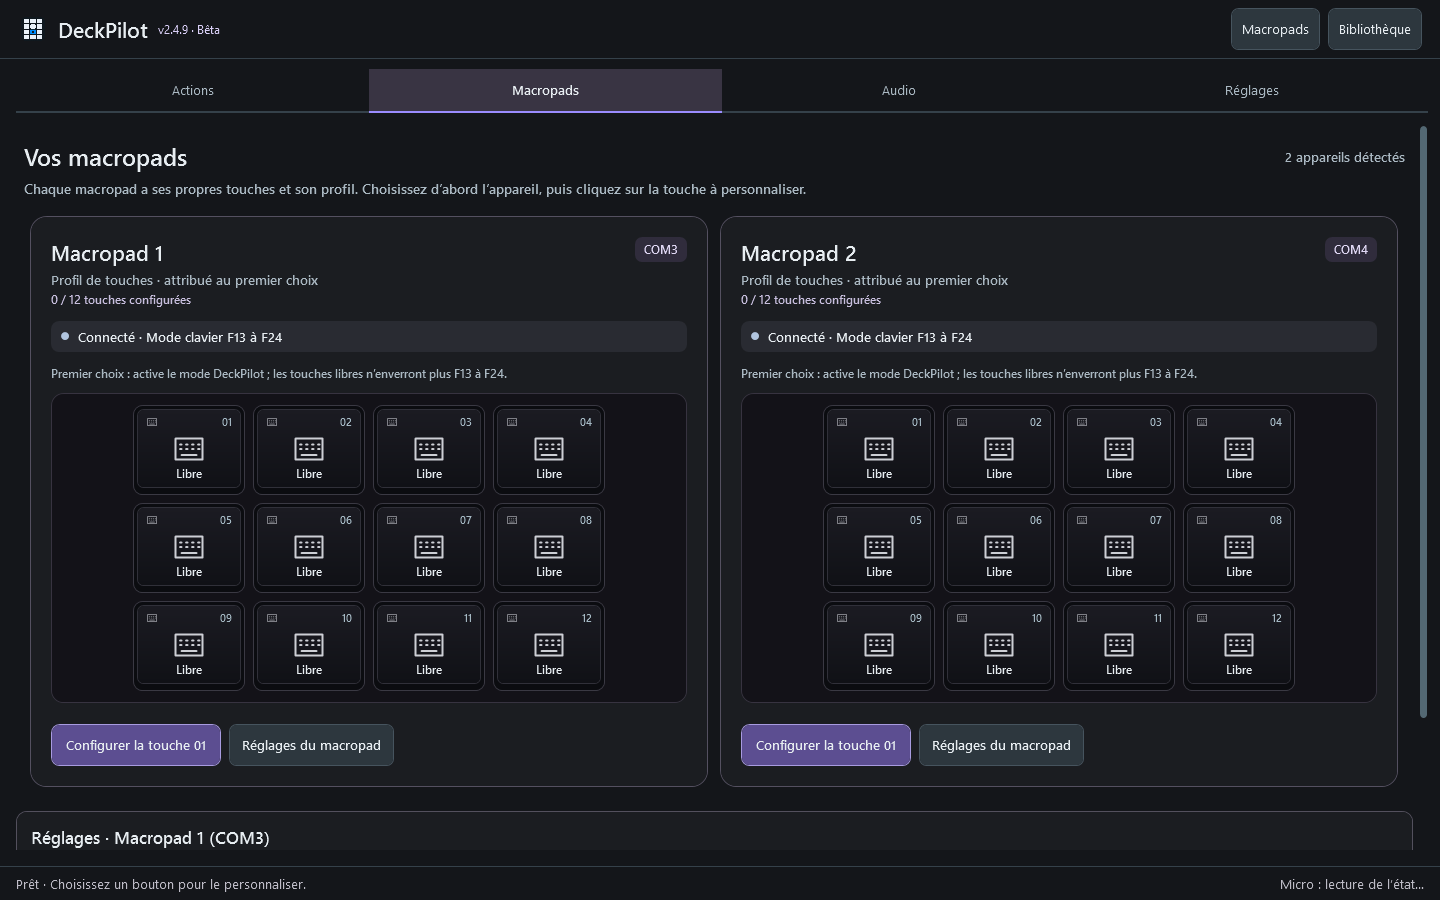 DeckPilot v2.4.9 · Bêta
Macropads
Bibliothèque
Actions
Macropads
Audio
Réglages
Vos macropads
2 appareils détectés
Chaque macropad a ses propres touches et son profil. Choisissez d’abord l’appareil, puis cliquez sur la touche à personnaliser.
Macropad 1
COM3
Profil de touches · attribué au premier choix
0 / 12 touches configurées
Connecté · Mode clavier F13 à F24
Premier choix : active le mode DeckPilot ; les touches libres n’enverront plus F13 à F24.
01
Libre
02
Libre
03
Libre
04
Libre
05
Libre
06
Libre
07
Libre
08
Libre
09
Libre
10
Libre
11
Libre
12
Libre
Configurer la touche 01
Réglages du macropad
Macropad 2
COM4
Profil de touches · attribué au premier choix
0 / 12 touches configurées
Connecté · Mode clavier F13 à F24
Premier choix : active le mode DeckPilot ; les touches libres n’enverront plus F13 à F24.
01
Libre
02
Libre
03
Libre
04
Libre
05
Libre
06
Libre
07
Libre
08
Libre
09
Libre
10
Libre
11
Libre
12
Libre
Configurer la touche 01
Réglages du macropad
Réglages · Macropad 1 (COM3)
Prêt · Choisissez un bouton pour le personnaliser.
Micro : lecture de l’état…